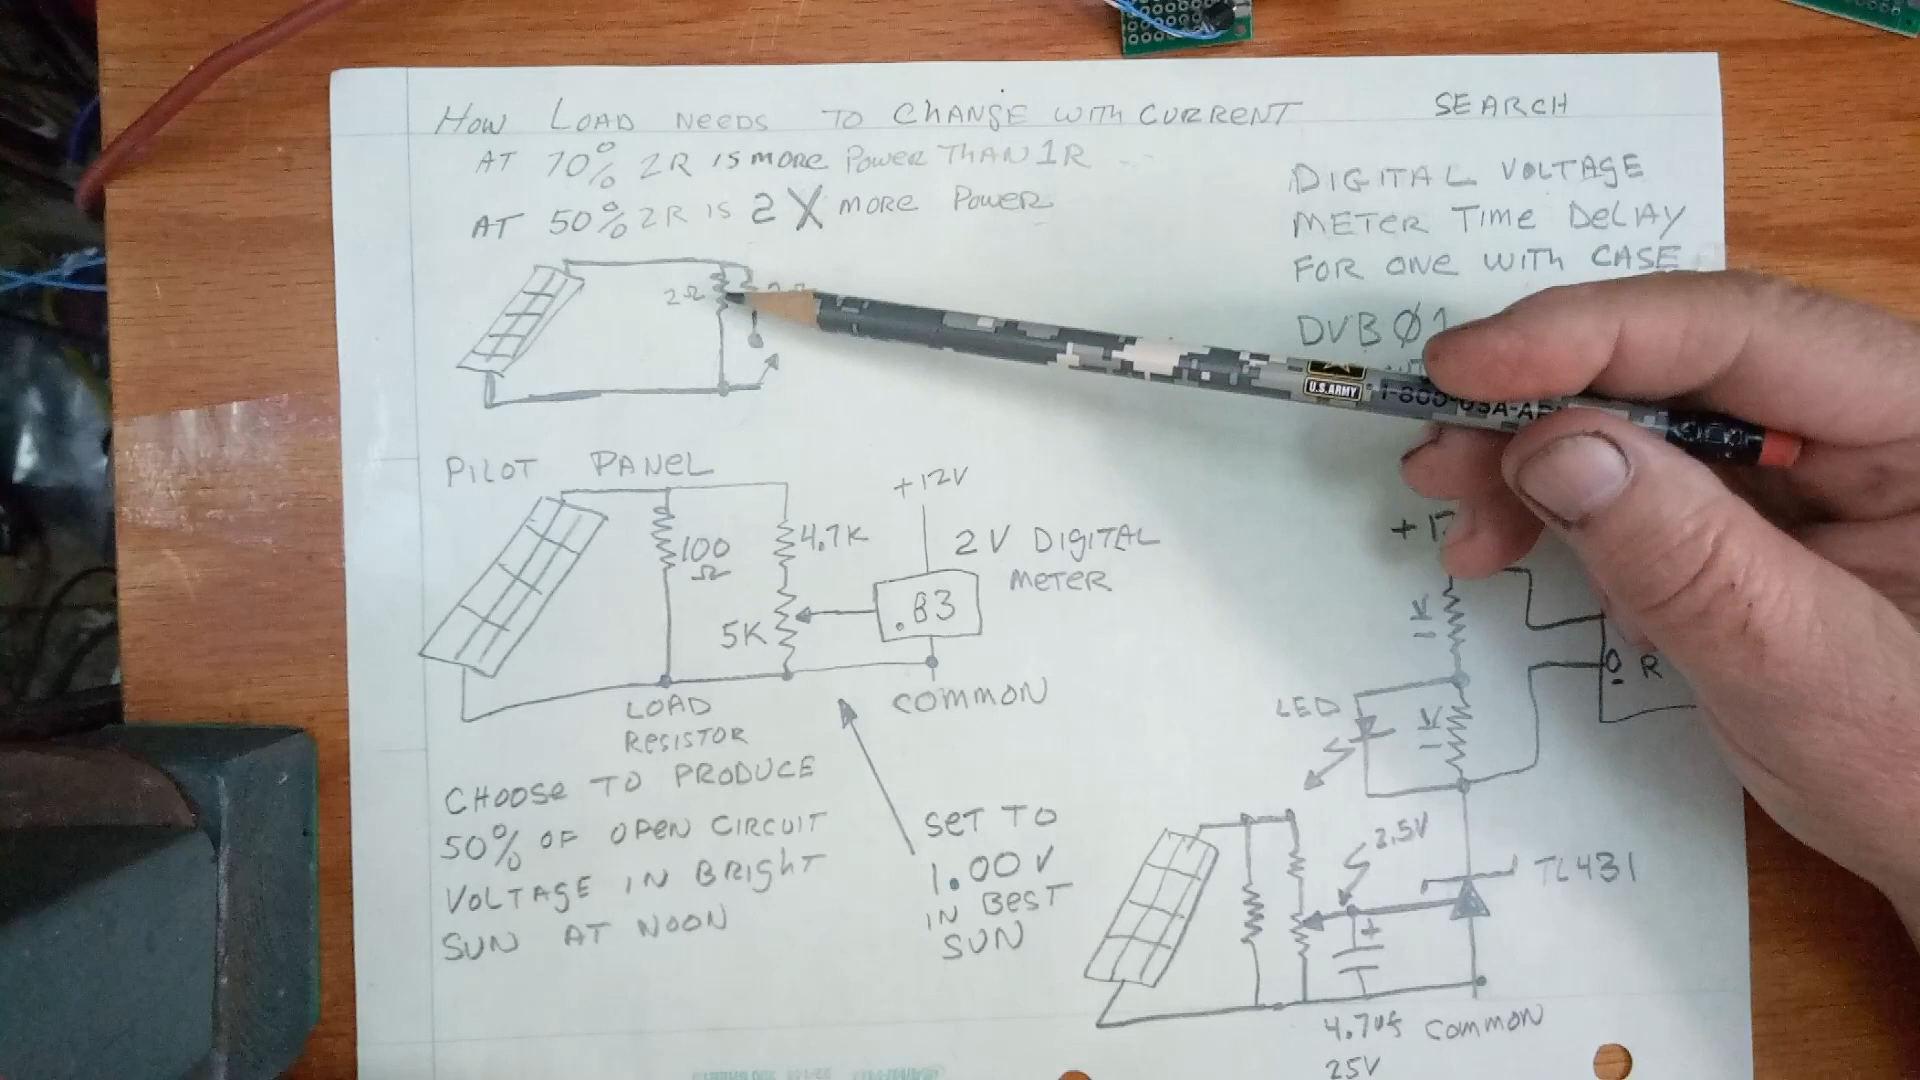 HOW LOAD NEEDS TO CHANGE WITH CURRENT
AT 70% 2R IS MORE POWER THAN 1R ...
AT 50% 2R IS 2X MORE POWER
SEARCH
DIGITAL VOLTAGE
METER TIME DELAY
FOR ONE WITH CASE
DVBØ1
2Ω
U.S.ARMY
PILOT PANEL
100
Ω
4.7K
5K
+12V
2V DIGITAL
METER
.83
COMMON
LOAD
RESISTOR
CHOOSE TO PRODUCE
50% OF OPEN CIRCUIT
VOLTAGE IN BRIGHT
SUN AT NOON
SET TO
1.00V
IN BEST
SUN
1K
R
LED
1K
TL431
4.7uf COMMON
25V